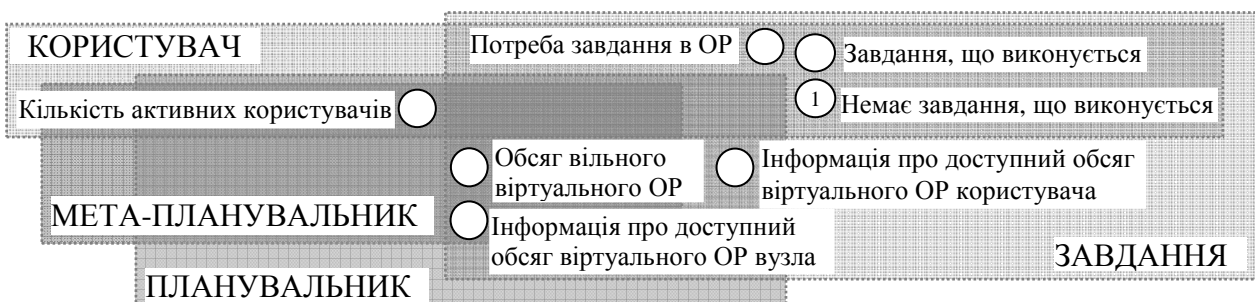 КОРИСТУВАЧ
Потреба завдання в ОР
Завдання, що виконується
Кількість активних користувачів
1
Немає завдання, що виконується
Обсяг вільного
віртуального ОР
Інформація про доступний обсяг
віртуального ОР користувача
МЕТА-ПЛАНУВАЛЬНИК
Інформація про доступний
обсяг віртуального ОР вузла
ЗАВДАННЯ
ПЛАНУВАЛЬНИК